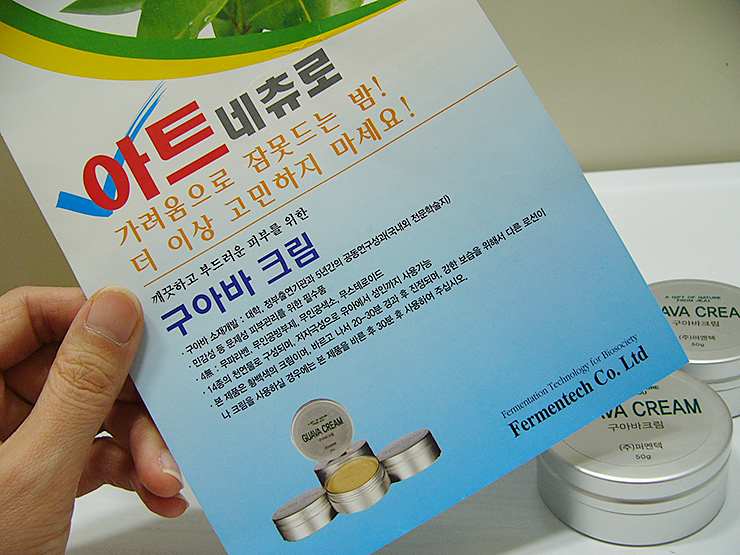 아트네츄로
가려움으로 잠못드는 밤!
더 이상 고민하지 마세요!
깨끗하고 부드러운 피부를 위한
구아바 크림
· 구아바 소재개발 : 대학, 정부출연기관과 5년간의 공동연구성과(국내외 전문학술지)
· 민감성 등 문제성 피부관리를 위한 필수품
· 4無 : 무파라벤, 무인공방부제, 무인공색소, 무스테로이드
· 14종의 천연물로 구성되며, 저자극성으로 유아에서 성인까지 사용가능
· 본 제품은 황백색의 크림이며, 바르고 나서 20~30분 경과 후 진정되며, 강한 보습을 위해서 다른 로션이
나 크림을 사용하실 경우에는 본 제품을 바른 후 30분 후 사용하여 주십시오.
GUAVA CREAM
Fermentation Technology for Biosociety
Fermentech Co. Ltd
A GIFT OF NATURE
FROM JEJU
UAVA CREA
구아바크림
(주)피멘텍
50g
UAVA CREAM
구아바크림
(주)피멘텍
50g